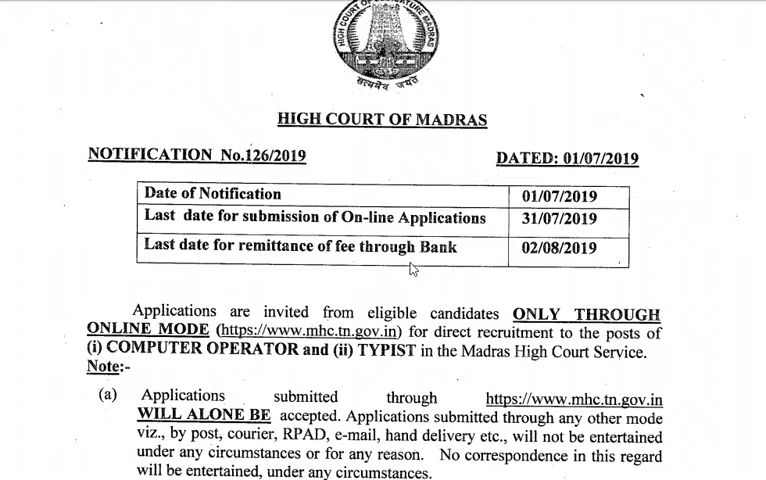 HIGH COURT OF MADRAS
NOTIFICATION No.126/2019 DATED: 01/07/2019
Date of Notification 01/07/2019
Last date for submission of On-line Applications 31/07/2019
Last date for remittance of fee through Bank 02/08/2019
Applications are invited from eligible candidates ONLY THROUGH
ONLINE MODE (https://www.mhc.tn.gov.in) for direct recruitment to the posts of
(i) COMPUTER OPERATOR and (ii) TYPIST in the Madras High Court Service.
Note:-
(a) Applications submitted through https://www.mhc.tn.gov.in
WILL ALONE BE accepted. Applications submitted through any other mode
viz., by post, courier, RPAD, e-mail, hand delivery etc., will not be entertained
under any circumstances or for any reason. No correspondence in this regard
will be entertained, under any circumstances.